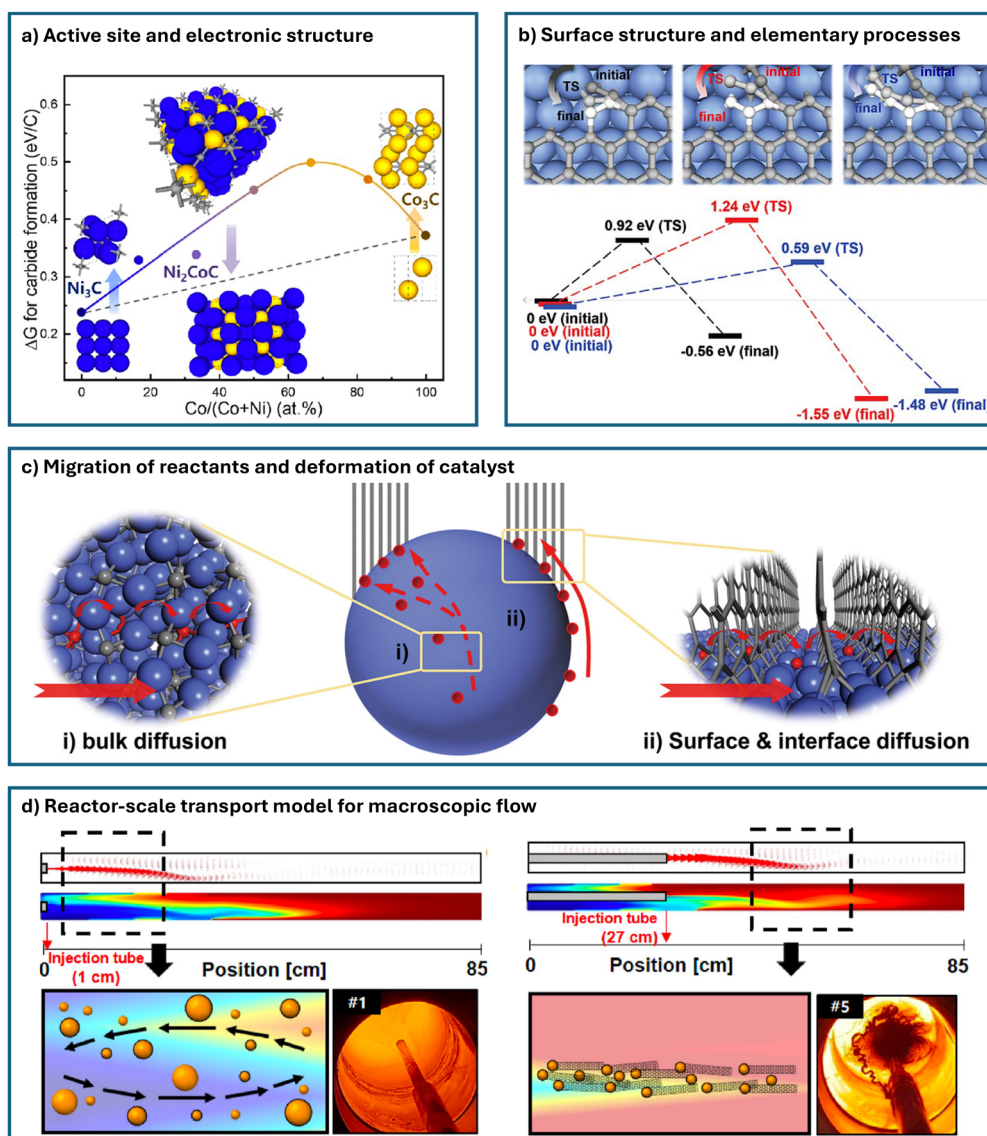 a) Active site and electronic structure
ΔG for carbide formation (eV/C)
0.6
0.5
0.4
0.3
0.2
Ni₃C
Ni₂CoC
Co₃C
0 20 40 60 80 100
Co/(Co+Ni) (at.%)
b) Surface structure and elementary processes
TS initial
final
TS initial
final
TS initial
final
0.92 eV (TS)
1.24 eV (TS)
0.59 eV (TS)
0 eV (initial)
0 eV (initial)
0 eV (initial)
-0.56 eV (final)
-1.55 eV (final)
-1.48 eV (final)
c) Migration of reactants and deformation of catalyst
i)
ii)
i) bulk diffusion
ii) Surface & interface diffusion
d) Reactor-scale transport model for macroscopic flow
Injection tube
(1 cm)
0 Position [cm] 85
#1
Injection tube
(27 cm)
0 Position [cm] 85
#5